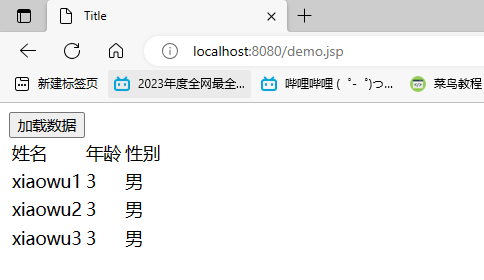 Title
localhost:8080/demo.jsp
新建标签页 2023年度全网最全... 哔哩哔哩 (゜-゜)つ... 菜鸟教程
加载数据
姓名 年龄 性别
xiaowu1 3 男
xiaowu2 3 男
xiaowu3 3 男